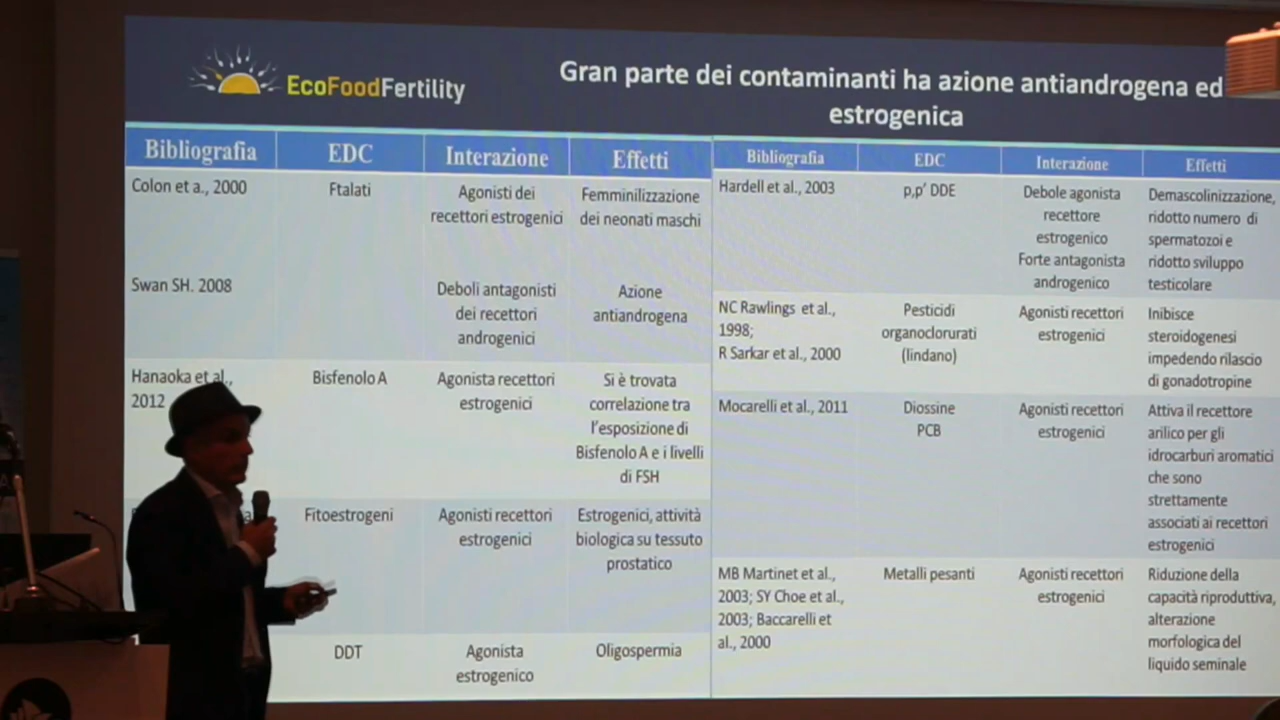 EcoFoodFertility
Gran parte dei contaminanti ha azione antiandrogena ed
estrogenica
Bibliografia EDC Interazione Effetti
Colon et a., 2000 Ftalati Agonisti dei
recettori estrogenici Femminilizzazione
dei neonati maschi
Swan SH. 2008 Deboli antagonisti
dei recettori
androgenici Azione
antiandrogena
Hanaoka et al.,
2012 Bisfenolo A Agonista recettori
estrogenici Si è trovata
correlazione tra
l'esposizione di
Bisfenolo A e i livelli
di FSH
Fitoestrogeni Agonisti recettori
estrogenici Estrogenici, attività
biologica su tessuto
prostatico
DDT Agonista
estrogenico Oligospermia
Bibliografia EDC Interazione Effetti
Hardell et al., 2003 p,p' DDE Debole agonista
recettore
estrogenico
Forte antagonista
androgenico Demascolinizzazione,
ridotto numero di
spermatozoi e
ridotto sviluppo
testicolare
NC Rawlings et al.,
1998;
R Sarkar et al., 2000 Pesticidi
organoclorurati
(lindano) Agonisti recettori
estrogenici Inibisce
steroidogenesi
impedendo rilascio
di gonadotropine
Mocarelli et al., 2011 Diossine
PCB Agonisti recettori
estrogenici Attiva il recettore
arilico per gli
idrocarburi aromatici
che sono
strettamente
associati ai recettori
estrogenici
MB Martinet et al.,
2003; SY Choe et al.,
2003; Baccarelli et
al., 2000 Metalli pesanti Agonisti recettori
estrogenici Riduzione della
capacità riproduttiva,
alterazione
morfologica del
liquido seminale